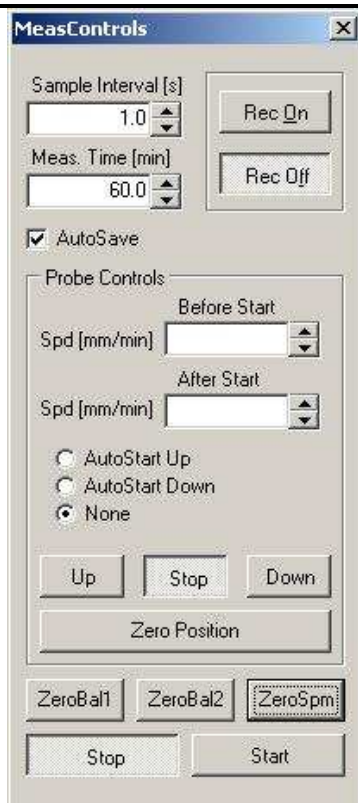 MeasControls
Sample Interval [s]
1.0
Rec On
Meas. Time [min]
60.0
Rec Off
AutoSave
Probe Controls
Before Start
Spd [mm/min]
After Start
Spd [mm/min]
AutoStart Up
AutoStart Down
None
Up Stop Down
Zero Position
ZeroBal1 ZeroBal2 ZeroSpm
Stop Start